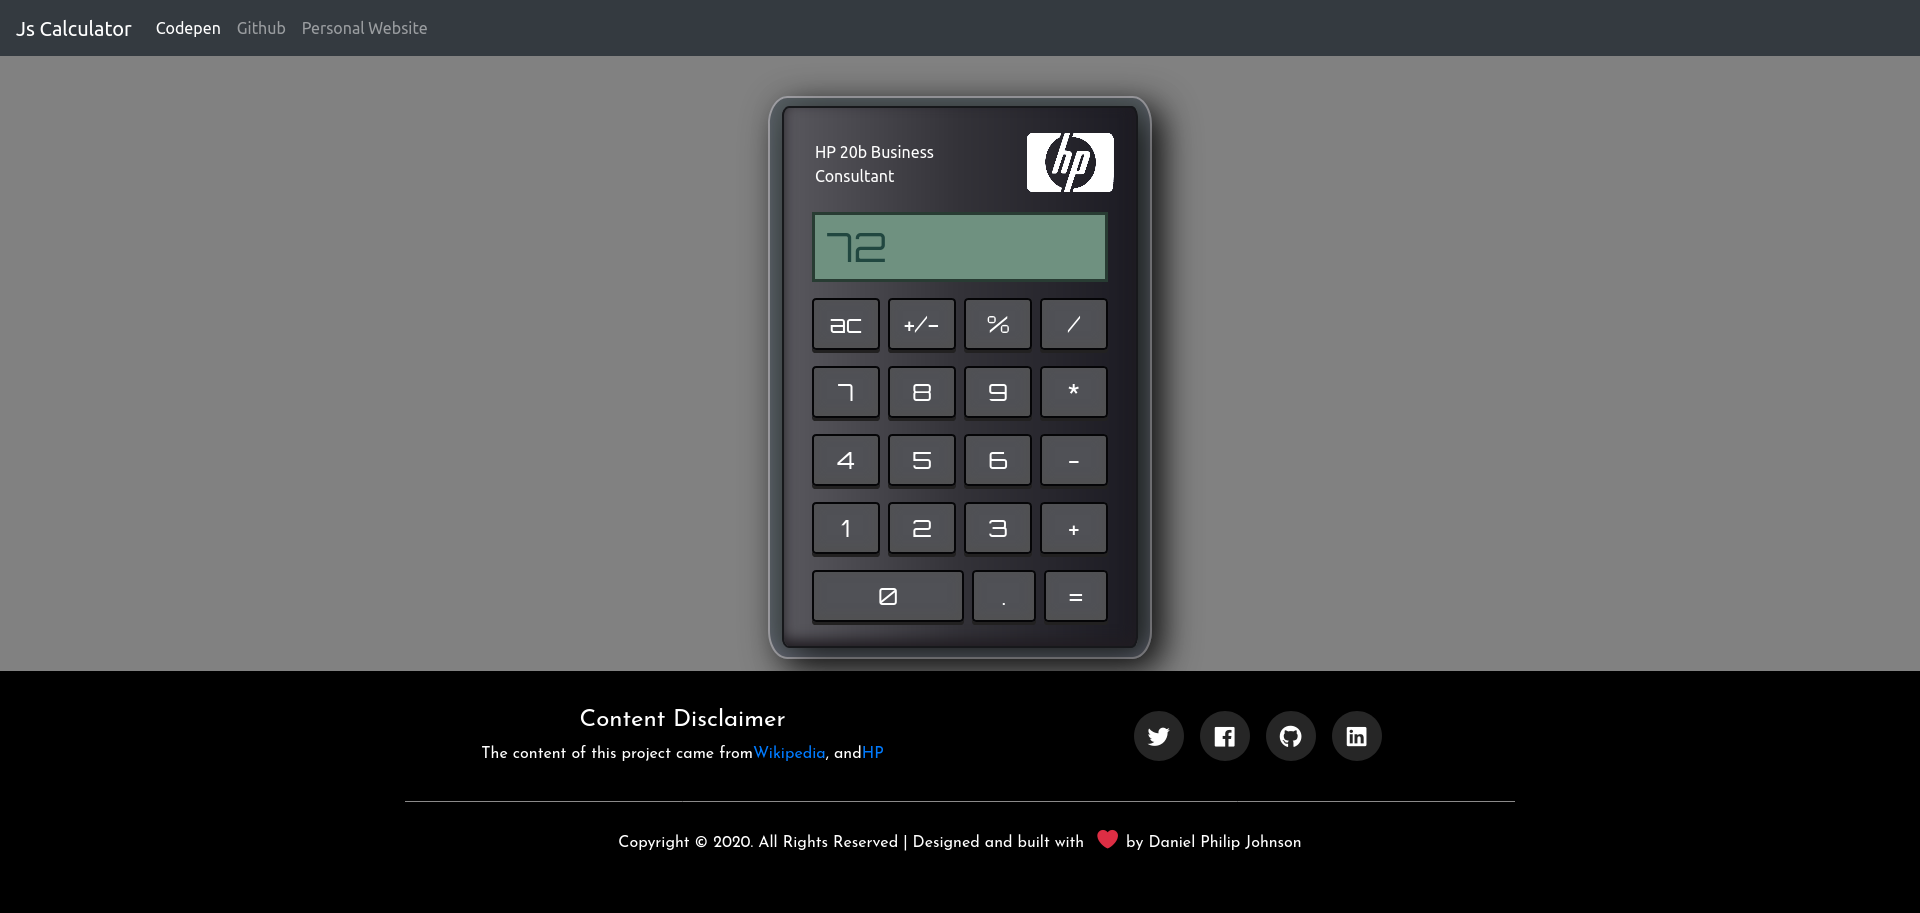 Js Calculator Codepen Github Personal Website
HP 20b Business
Consultant
hp
72
ac +/- % /
7 8 9 *
4 5 6 -
1 2 3 +
0 . =
Content Disclaimer
The content of this project came fromWikipedia, andHP
Copyright © 2020. All Rights Reserved | Designed and built with ❤ by Daniel Philip Johnson